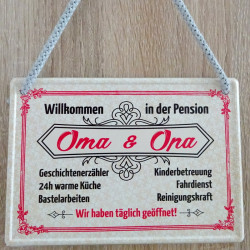 Willkommen in der Pension
Oma & Opa
Geschichtenerzähler Kinderbetreuung
24h warme Küche Fahrdienst
Bastelarbeiten Reinigungskraft
Wir haben täglich geöffnet!